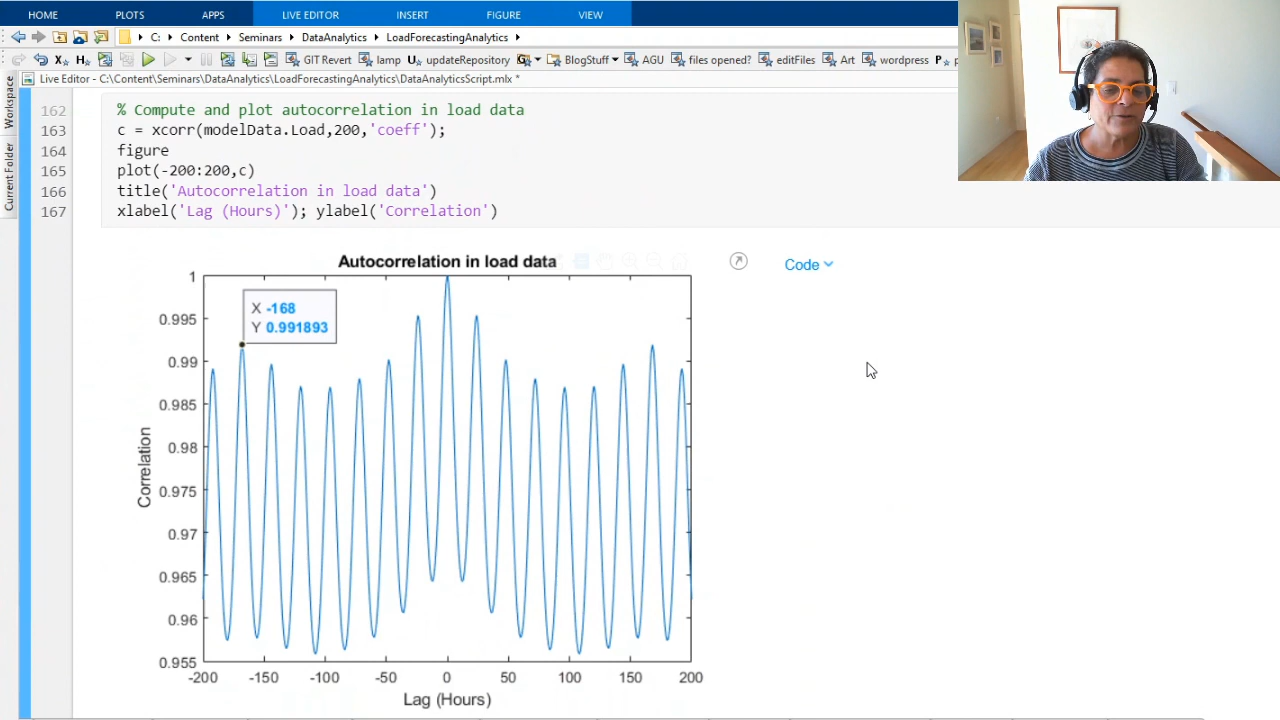 HOME PLOTS APPS LIVE EDITOR INSERT FIGURE VIEW
C: Content Seminars DataAnalytics LoadForecastingAnalytics
GIT Revert lamp updateRepository BlogStuff AGU files opened? editFiles Art wordpress
Live Editor - C:\Content\Seminars\DataAnalytics\LoadForecastingAnalytics\DataAnalyticsScript.mlx *
Workspace
Current Folder
162 % Compute and plot autocorrelation in load data
163 c = xcorr(modelData.Load,200,'coeff');
164 figure
165 plot(-200:200,c)
166 title('Autocorrelation in load data')
167 xlabel('Lag (Hours)'); ylabel('Correlation')
Autocorrelation in load data
Code
X -168
Y 0.991893
1
0.995
0.99
0.985
0.98
0.975
0.97
0.965
0.96
0.955
Correlation
-200 -150 -100 -50 0 50 100 150 200
Lag (Hours)